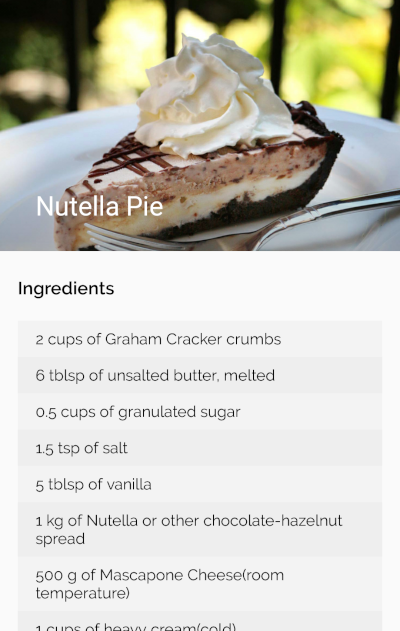 Nutella Pie
Ingredients
2 cups of Graham Cracker crumbs
6 tblsp of unsalted butter, melted
0.5 cups of granulated sugar
1.5 tsp of salt
5 tblsp of vanilla
1 kg of Nutella or other chocolate-hazelnut
spread
500 g of Mascapone Cheese(room
temperature)
1 cups of heavy cream(cold)